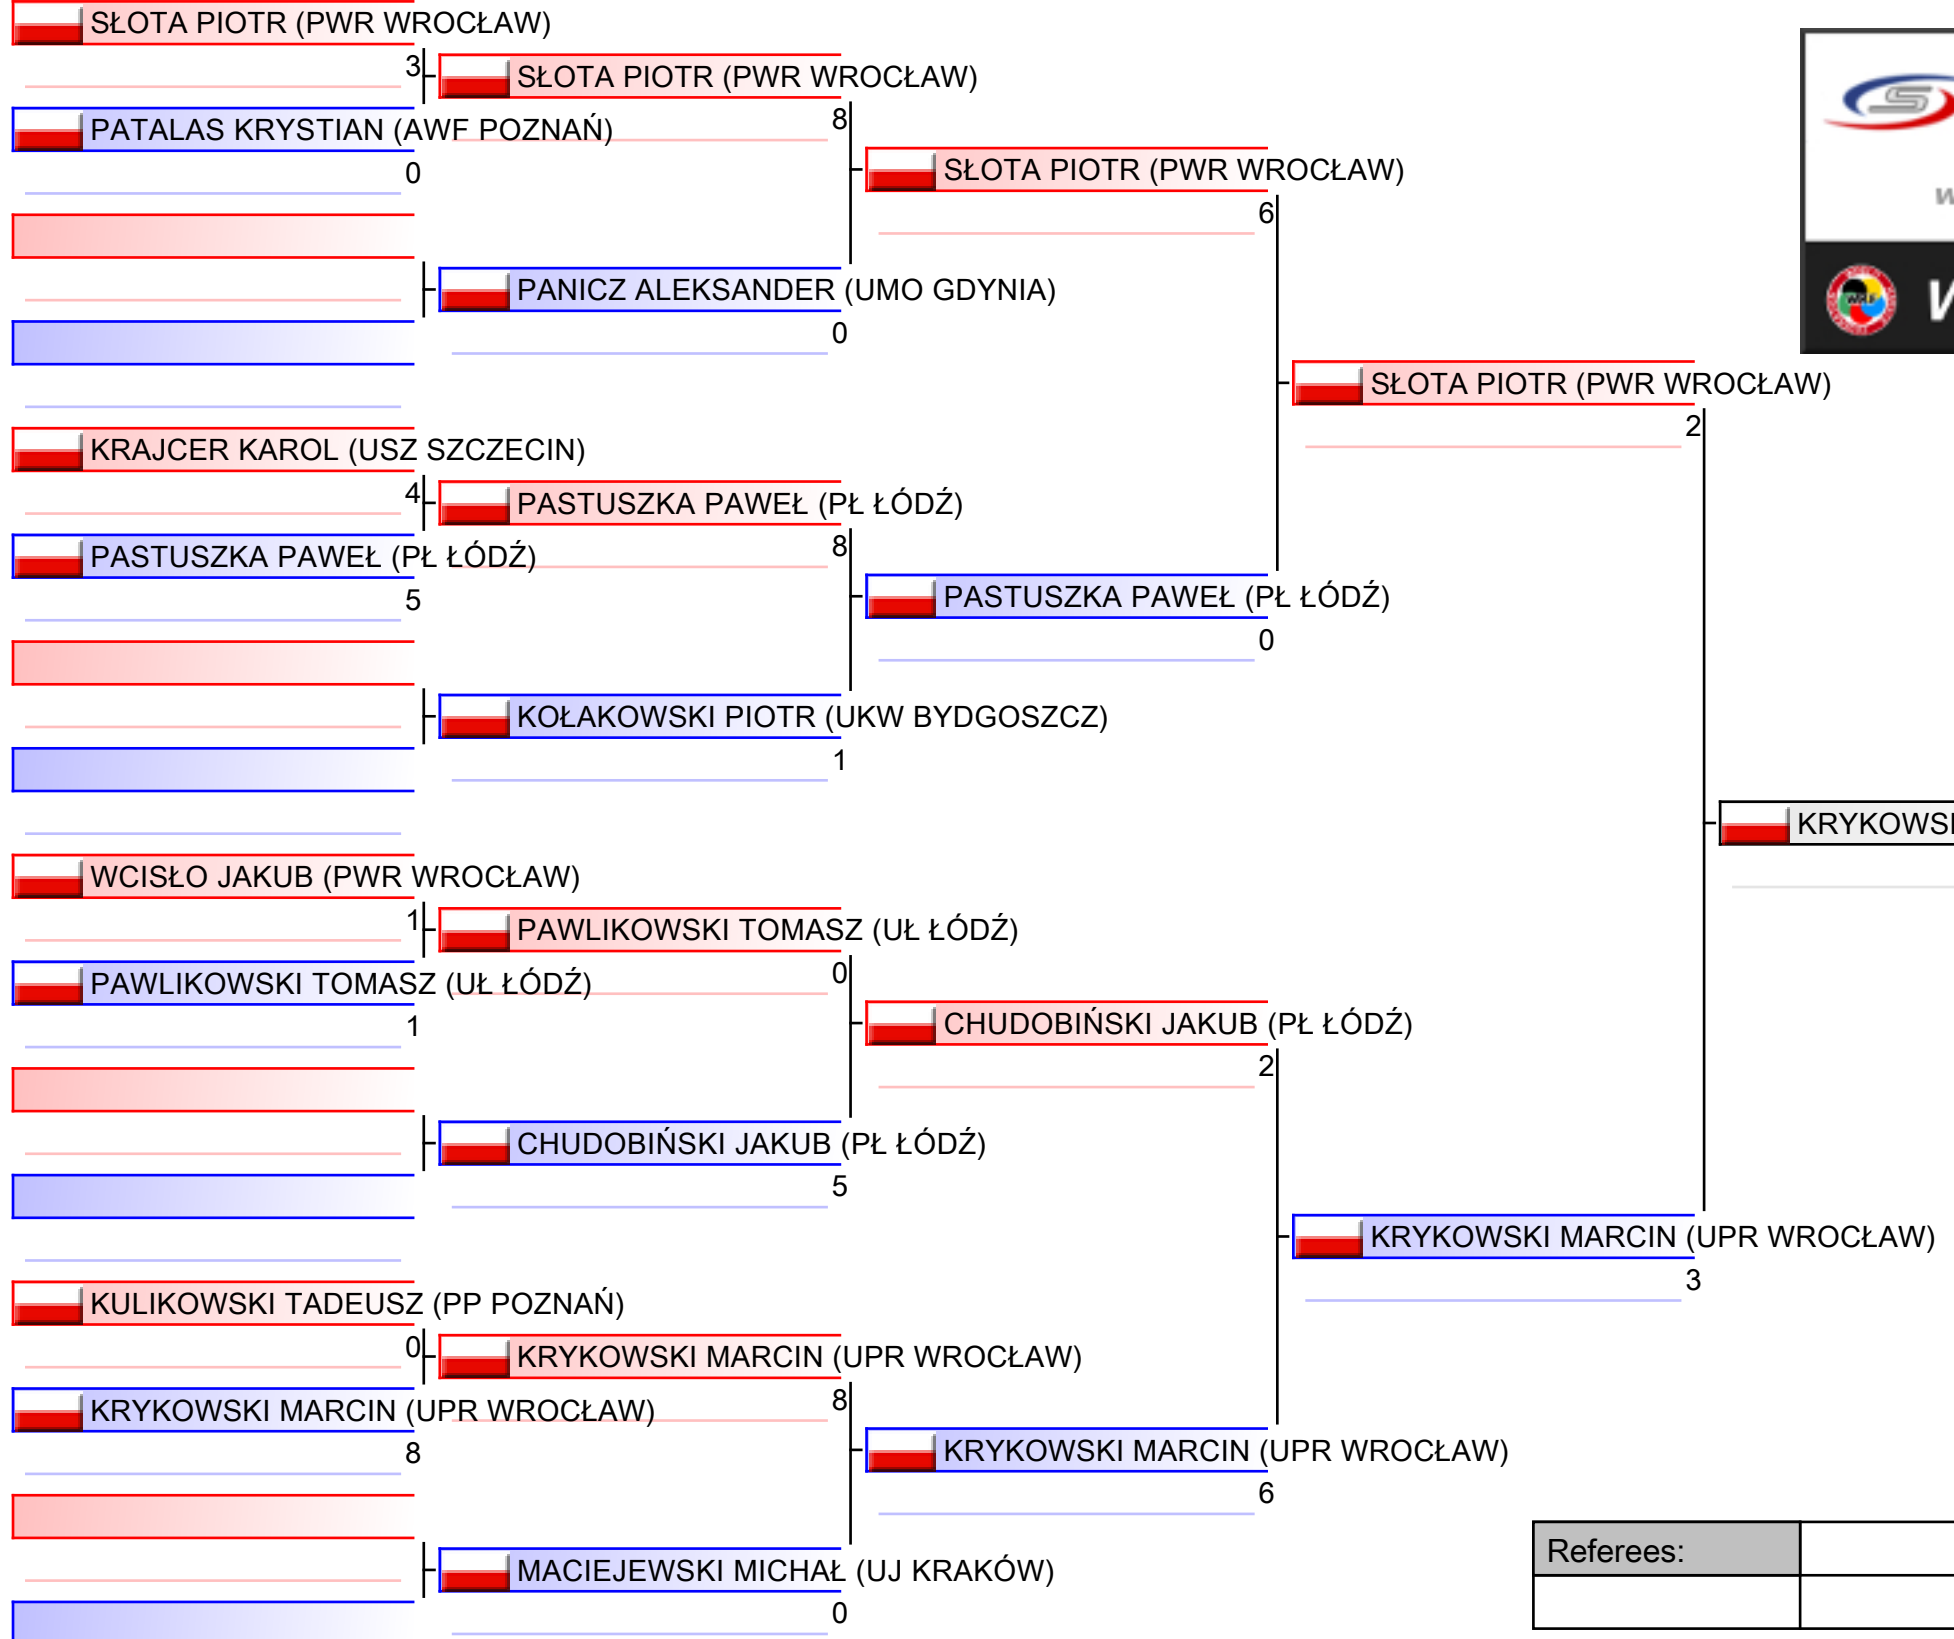 SŁOTA PIOTR (PWR WROCŁAW)
3
SŁOTA PIOTR (PWR WROCŁAW)
PATALAS KRYSTIAN (AWF POZNAŃ)
8
0
SŁOTA PIOTR (PWR WROCŁAW)
6
PANICZ ALEKSANDER (UMO GDYNIA)
0
SŁOTA PIOTR (PWR WROCŁAW)
2
KRAJCER KAROL (USZ SZCZECIN)
4
PASTUSZKA PAWEŁ (PŁ ŁÓDŹ)
PASTUSZKA PAWEŁ (PŁ ŁÓDŹ)
8
5
PASTUSZKA PAWEŁ (PŁ ŁÓDŹ)
0
KOŁAKOWSKI PIOTR (UKW BYDGOSZCZ)
1
KRYKOWS
WCISŁO JAKUB (PWR WROCŁAW)
1
PAWLIKOWSKI TOMASZ (UŁ ŁÓDŹ)
PAWLIKOWSKI TOMASZ (UŁ ŁÓDŹ)
0
1
CHUDOBIŃSKI JAKUB (PŁ ŁÓDŹ)
2
CHUDOBIŃSKI JAKUB (PŁ ŁÓDŹ)
5
KRYKOWSKI MARCIN (UPR WROCŁAW)
3
KULIKOWSKI TADEUSZ (PP POZNAŃ)
0
KRYKOWSKI MARCIN (UPR WROCŁAW)
KRYKOWSKI MARCIN (UPR WROCŁAW)
8
8
KRYKOWSKI MARCIN (UPR WROCŁAW)
6
MACIEJEWSKI MICHAŁ (UJ KRAKÓW)
0
Referees: